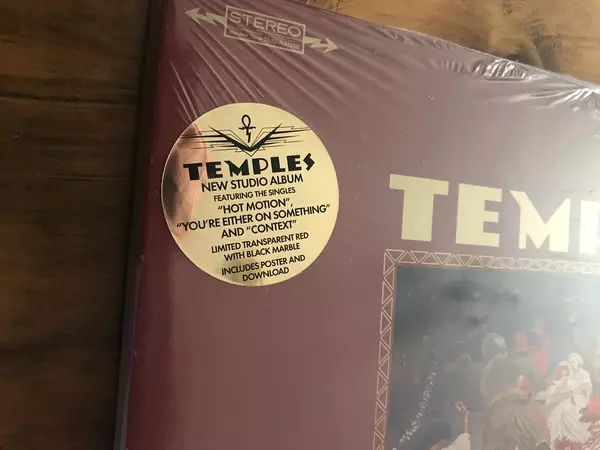 STEREO
TEMPLES
NEW STUDIO ALBUM
FEATURING THE SINGLES
"HOT MOTION",
"YOU'RE EITHER ON SOMETHING"
AND "CONTEXT"
LIMITED TRANSPARENT RED
WITH BLACK MARBLE
INCLUDES POSTER AND
DOWNLOAD
TEMP